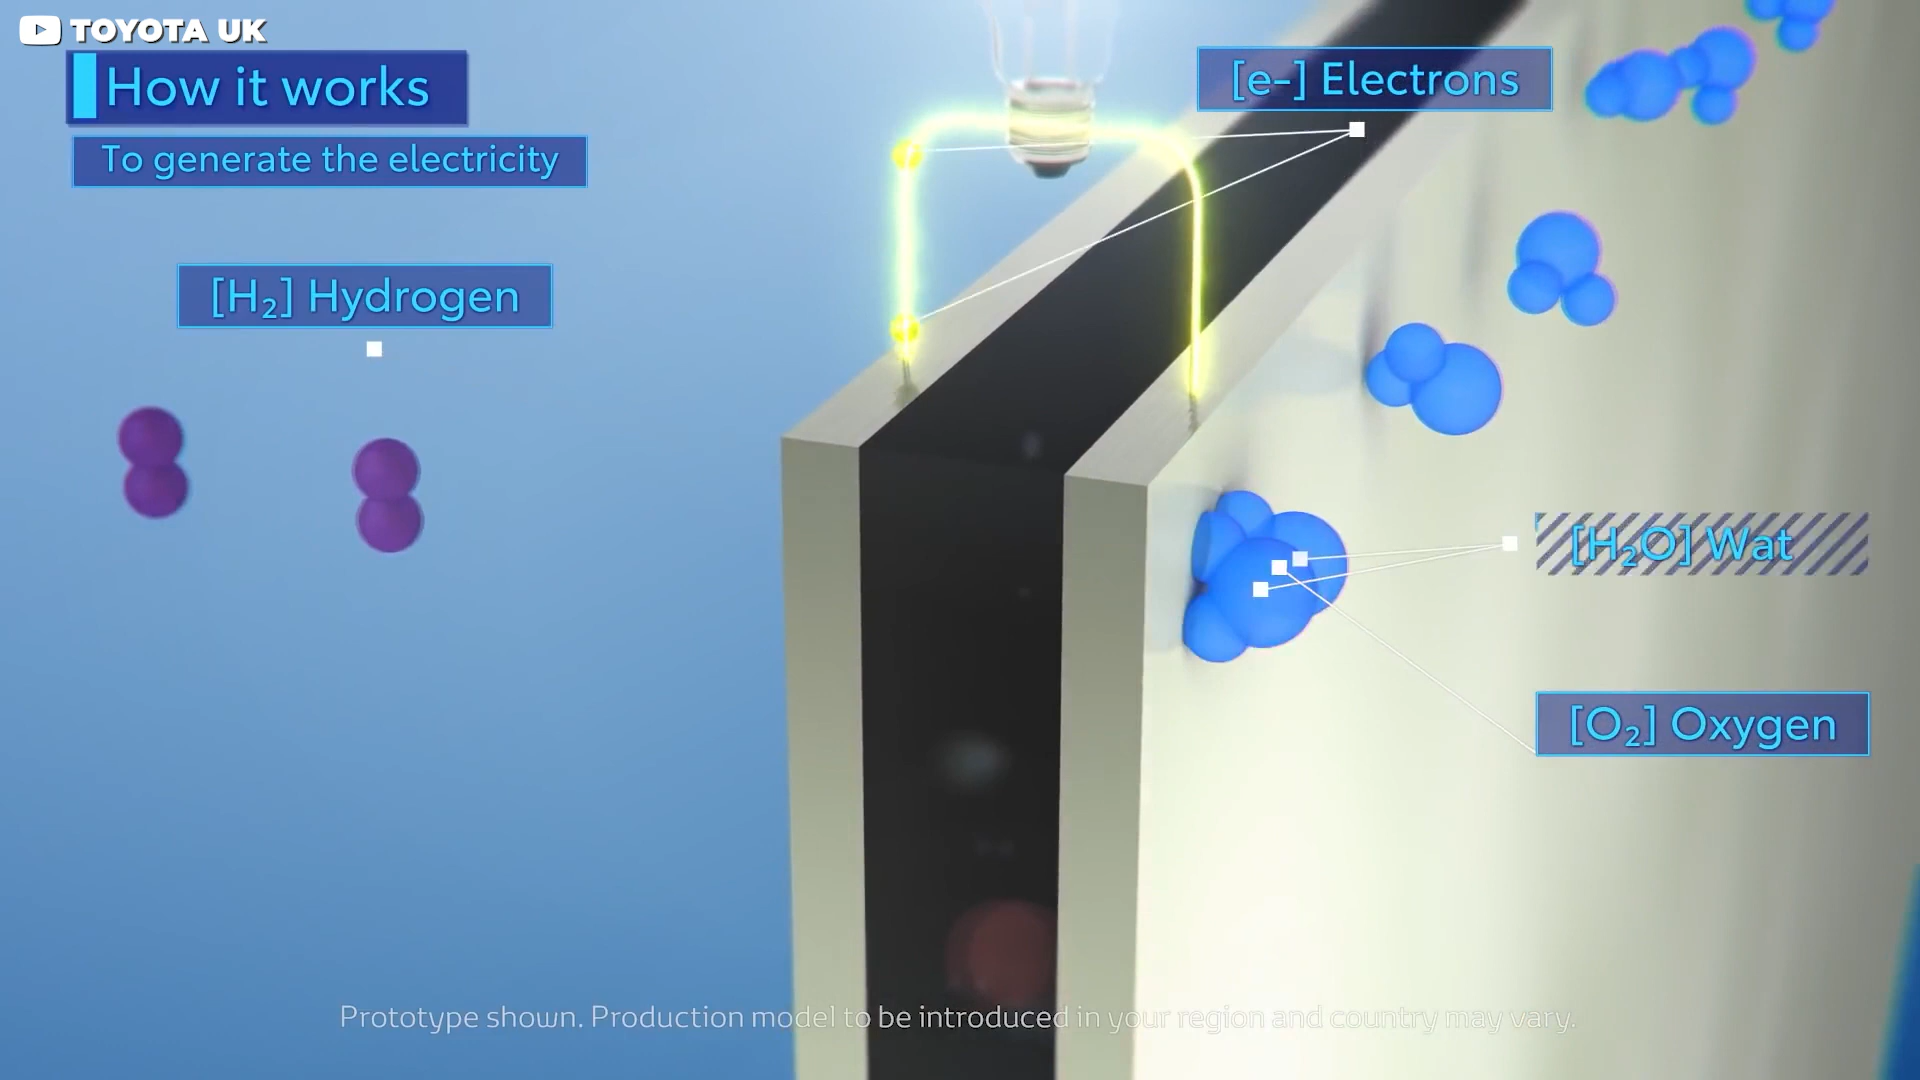 TOYOTA UK
How it works
To generate the electricity
[e-] Electrons
[H₂] Hydrogen
[H₂O] Wat
[O₂] Oxygen
Prototype shown. Production model to be introduced in your region and country may vary.